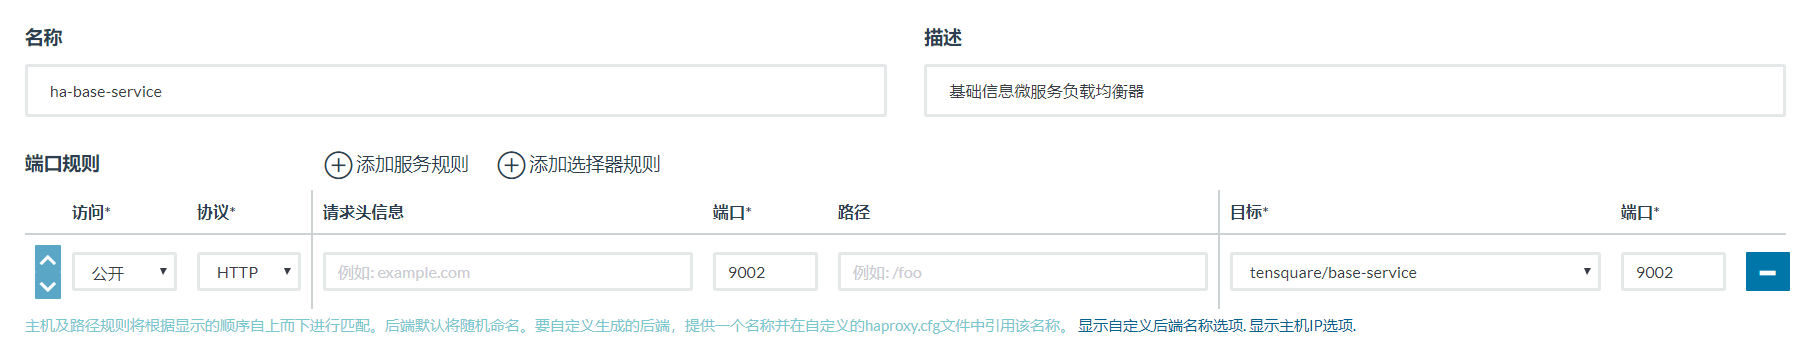 名称 描述
ha-base-service 基础信息微服务负载均衡器
端口规则 添加服务规则 添加选择器规则
访问* 协议* 请求头信息 端口* 路径 目标* 端口*
公开 HTTP 例如: example.com 9002 例如: /foo tensquare/base-service 9002
主机及路径规则将根据显示的顺序自上而下进行匹配。后端默认将随机命名。要自定义生成的后端，提供一个名称并在自定义的haproxy.cfg文件中引用该名称。 显示自定义后端名称选项. 显示主机IP选项.